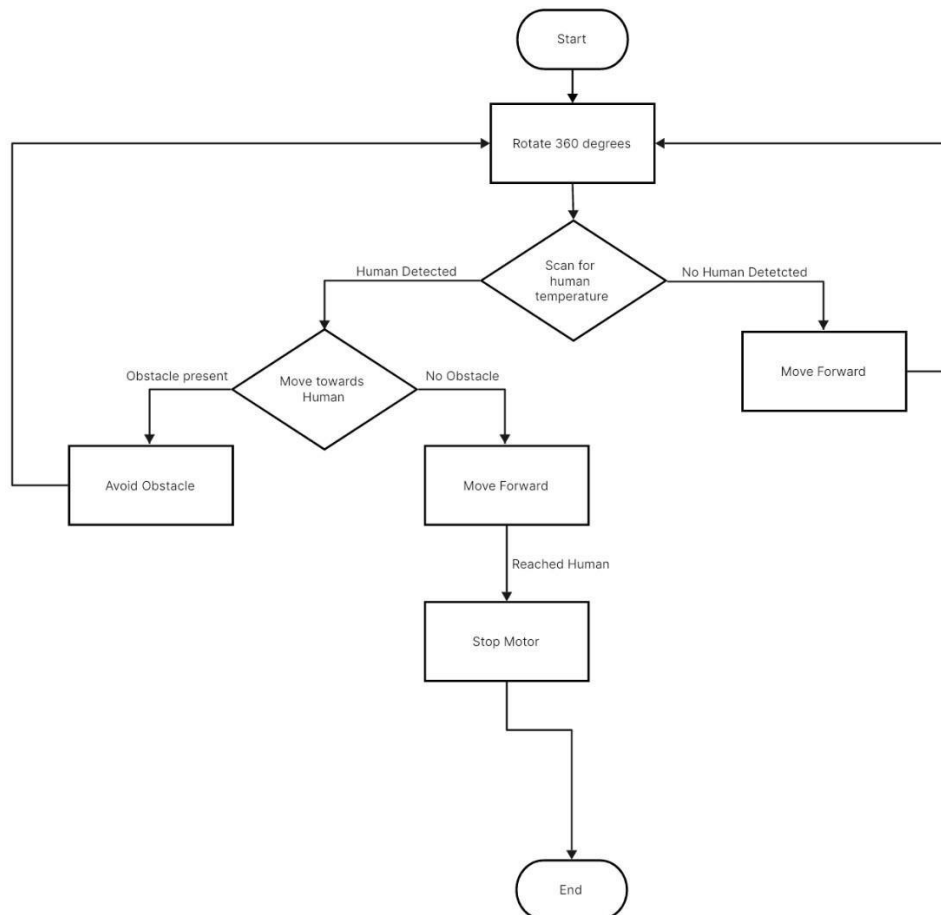 Start
Rotate 360 degrees
Scan for
human
temperature
Human Detected
No Human Detetcted
Move towards
Human
Move Forward
Obstacle present
No Obstacle
Avoid Obstacle
Move Forward
Reached Human
Stop Motor
End